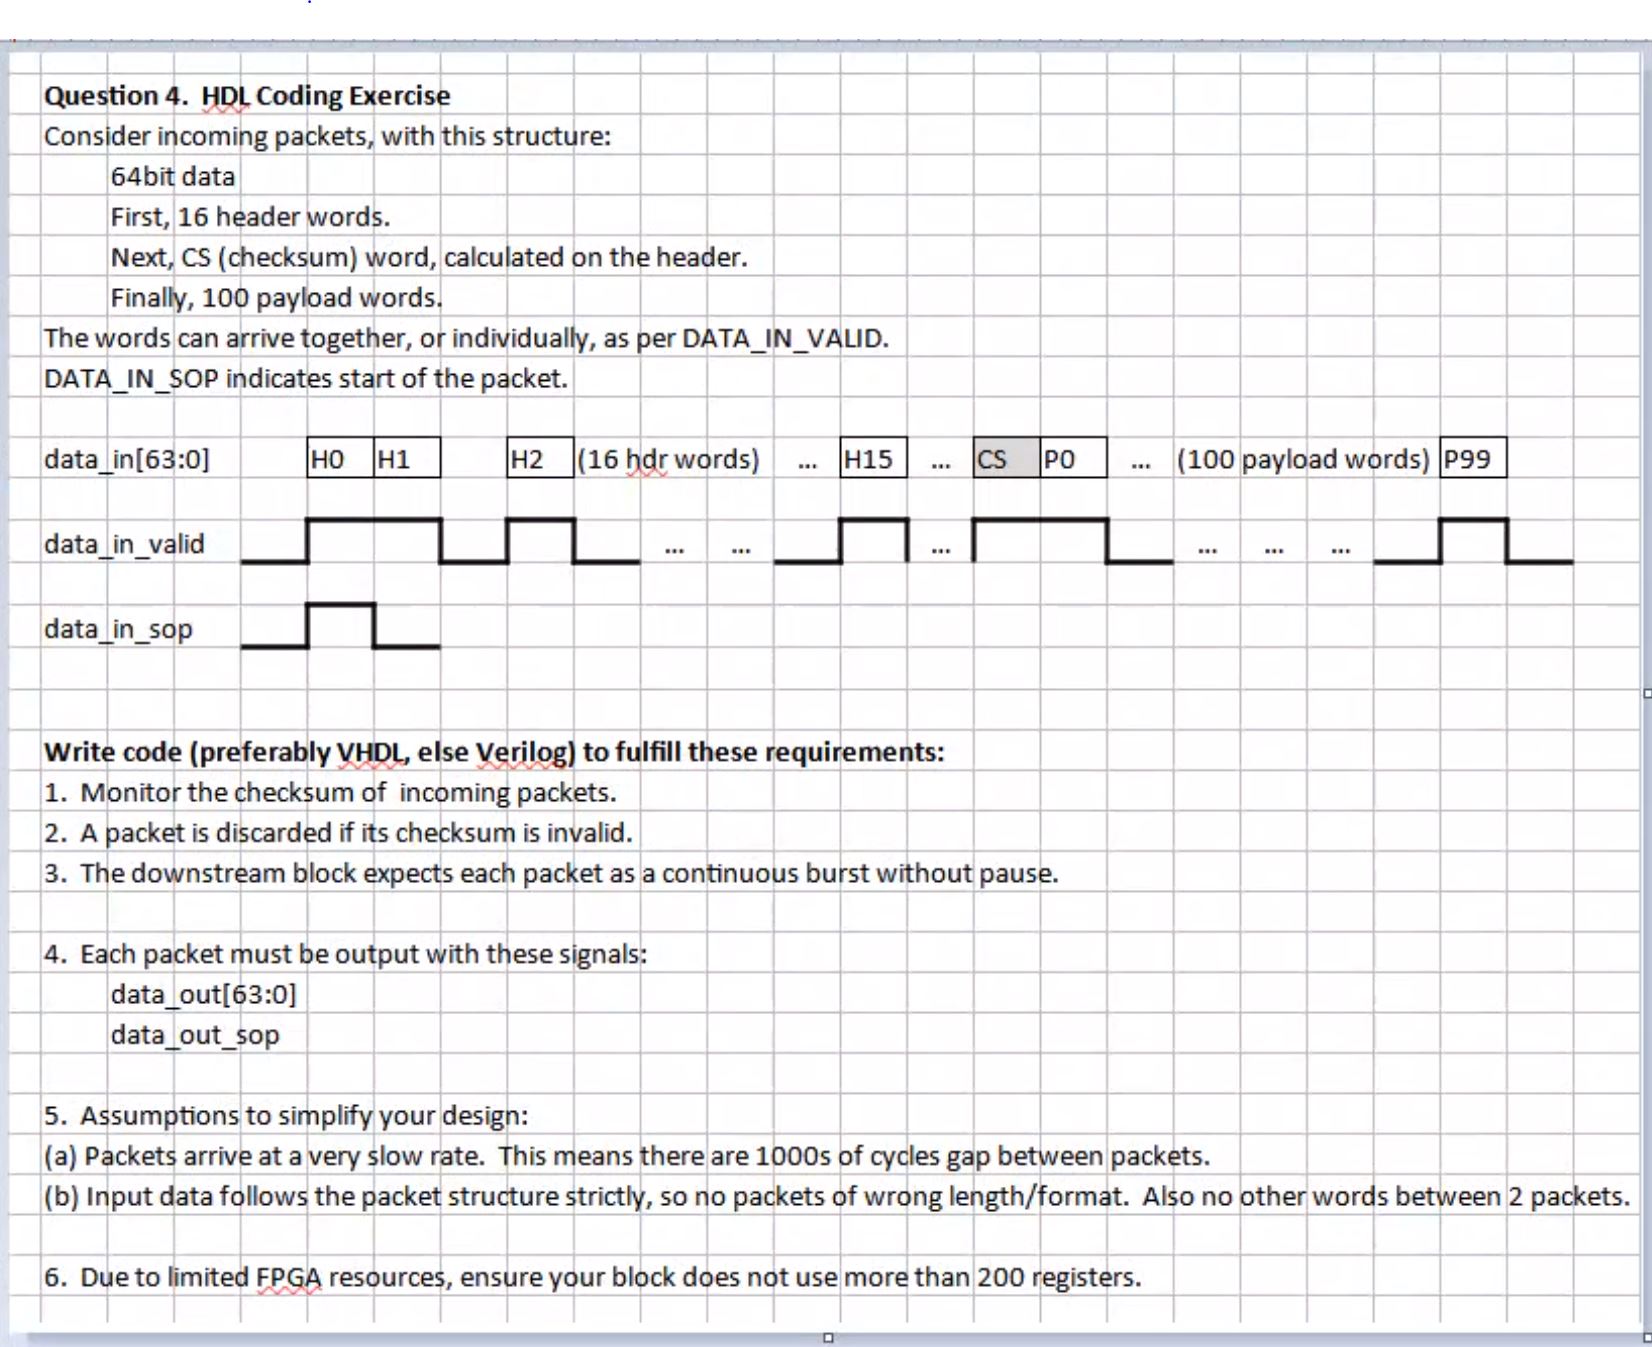 Question 4. HDL Coding Exercise
Consider incoming packets, with this structure:
64bit data
First, 16 header words.
Next, CS (checksum) word, calculated on the header.
Finally, 100 payload words.
The words can arrive together, or individually, as per DATA_IN_VALID.
DATA_IN_SOP indicates start of the packet.
data_in[63:0] H0 H1 H2 (16 hdr words) ... H15 ... CS P0 ... (100 payload words) P99
data_in_valid ... ... ... ... ... ...
data_in_sop
Write code (preferably VHDL, else Verilog) to fulfill these requirements:
1. Monitor the checksum of incoming packets.
2. A packet is discarded if its checksum is invalid.
3. The downstream block expects each packet as a continuous burst without pause.
4. Each packet must be output with these signals:
data_out[63:0]
data_out_sop
5. Assumptions to simplify your design:
(a) Packets arrive at a very slow rate. This means there are 1000s of cycles gap between packets.
(b) Input data follows the packet structure strictly, so no packets of wrong length/format. Also no other words between 2 packets.
6. Due to limited FPGA resources, ensure your block does not use more than 200 registers.